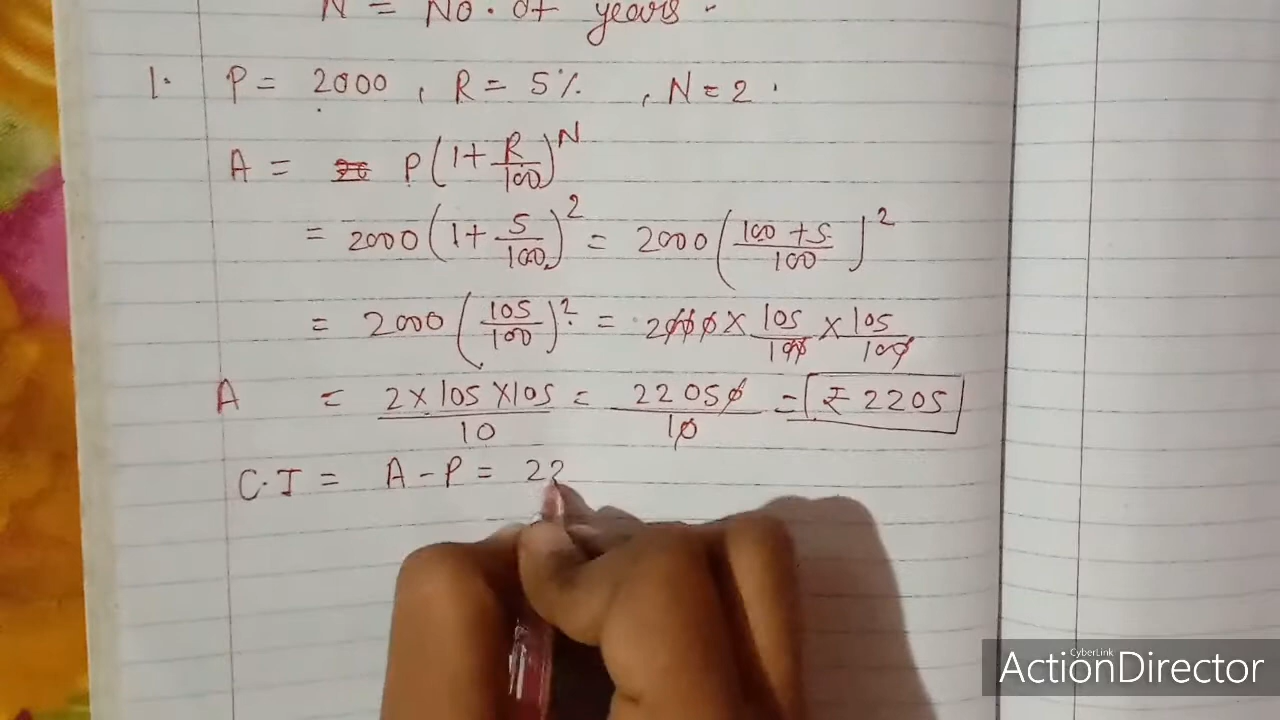 N = No. of years.
1. P = 2000 , R = 5% , N = 2 .
A = P(1+R/100)^N
= 2000(1+5/100)^2 = 2000(100+5/100)^2
= 2000(105/100)^2 = 2000 × 105/100 × 105/100
A = 2×105×105/10 = 22050/10 = ₹ 2205
C.I = A-P = 22
CyberLink
ActionDirector